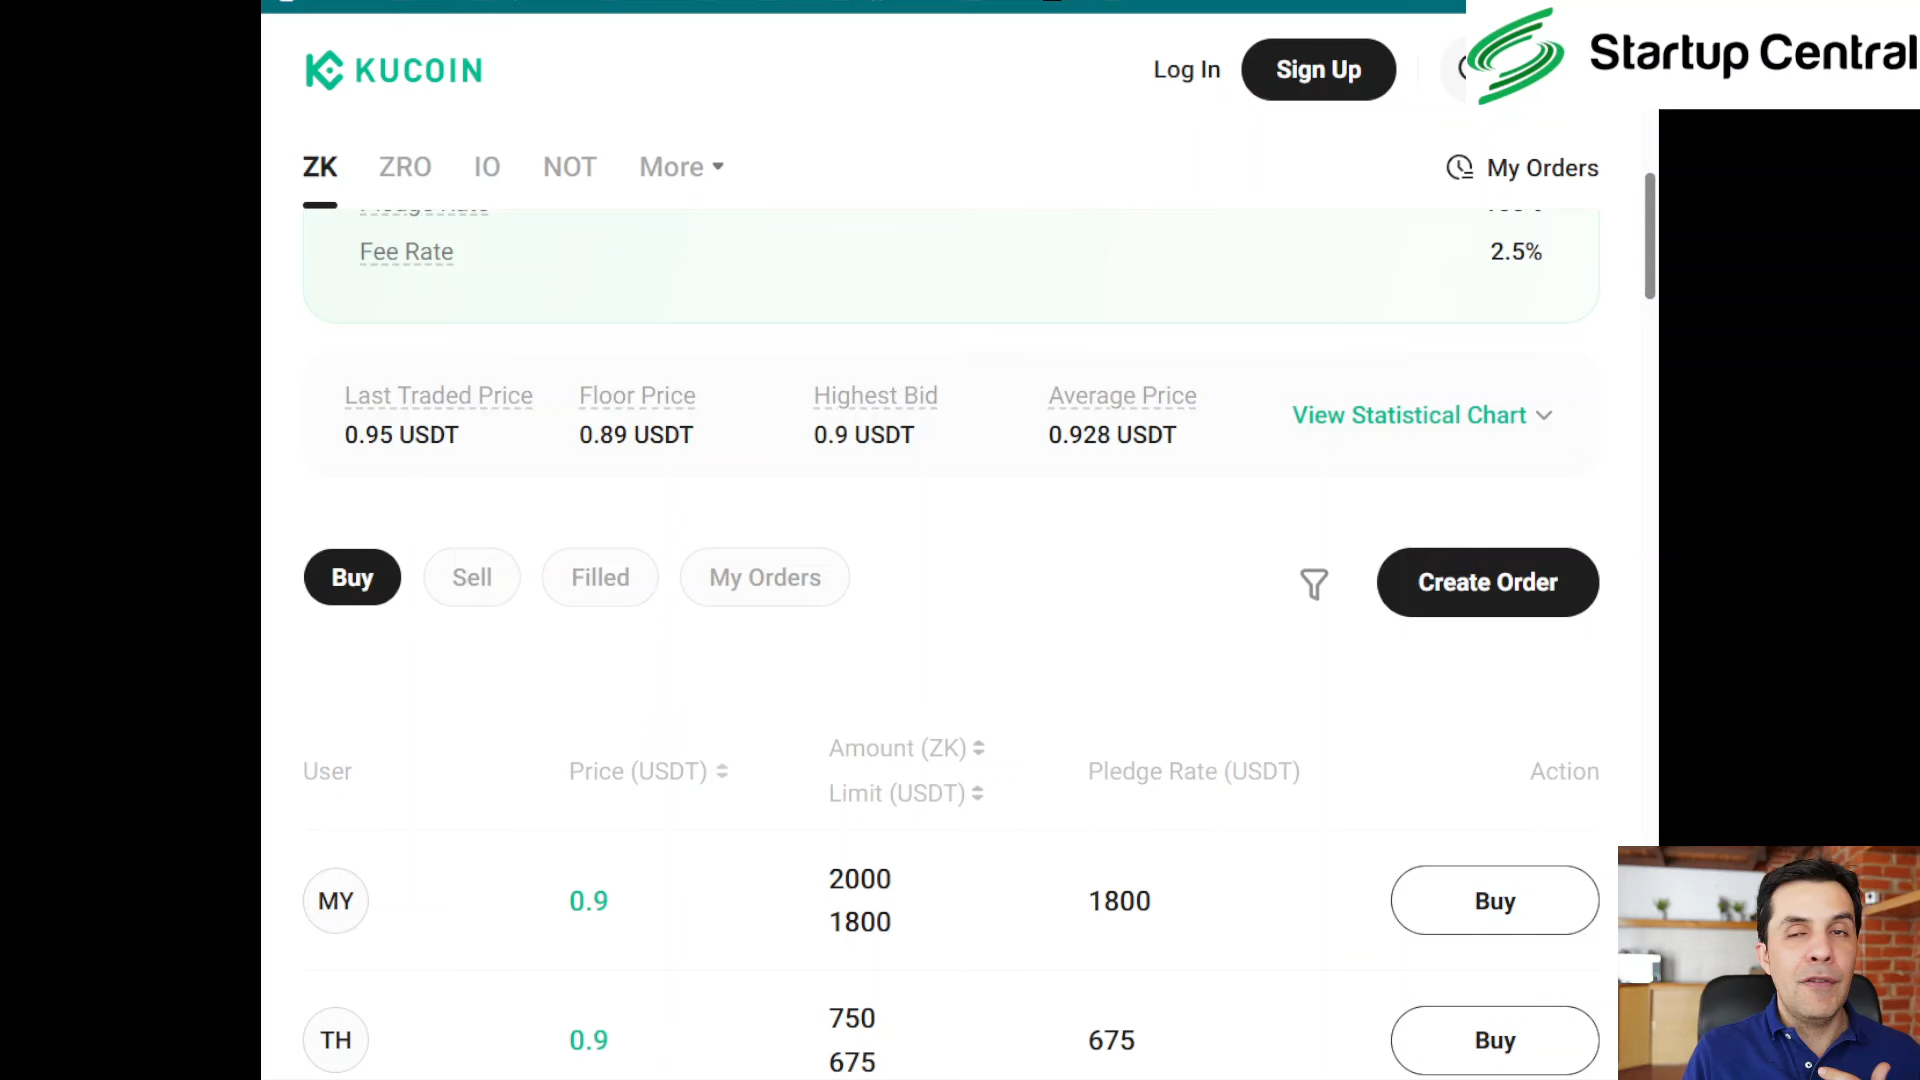 KUCOIN
Log In
Sign Up
Startup Central
ZK
ZRO
IO
NOT
More
My Orders
Fee Rate
2.5%
Last Traded Price
Floor Price
Highest Bid
Average Price
View Statistical Chart
0.95 USDT
0.89 USDT
0.9 USDT
0.928 USDT
Buy
Sell
Filled
My Orders
Create Order
User
Price (USDT)
Amount (ZK)
Limit (USDT)
Pledge Rate (USDT)
Action
MY
0.9
2000
1800
1800
Buy
TH
0.9
750
675
675
Buy